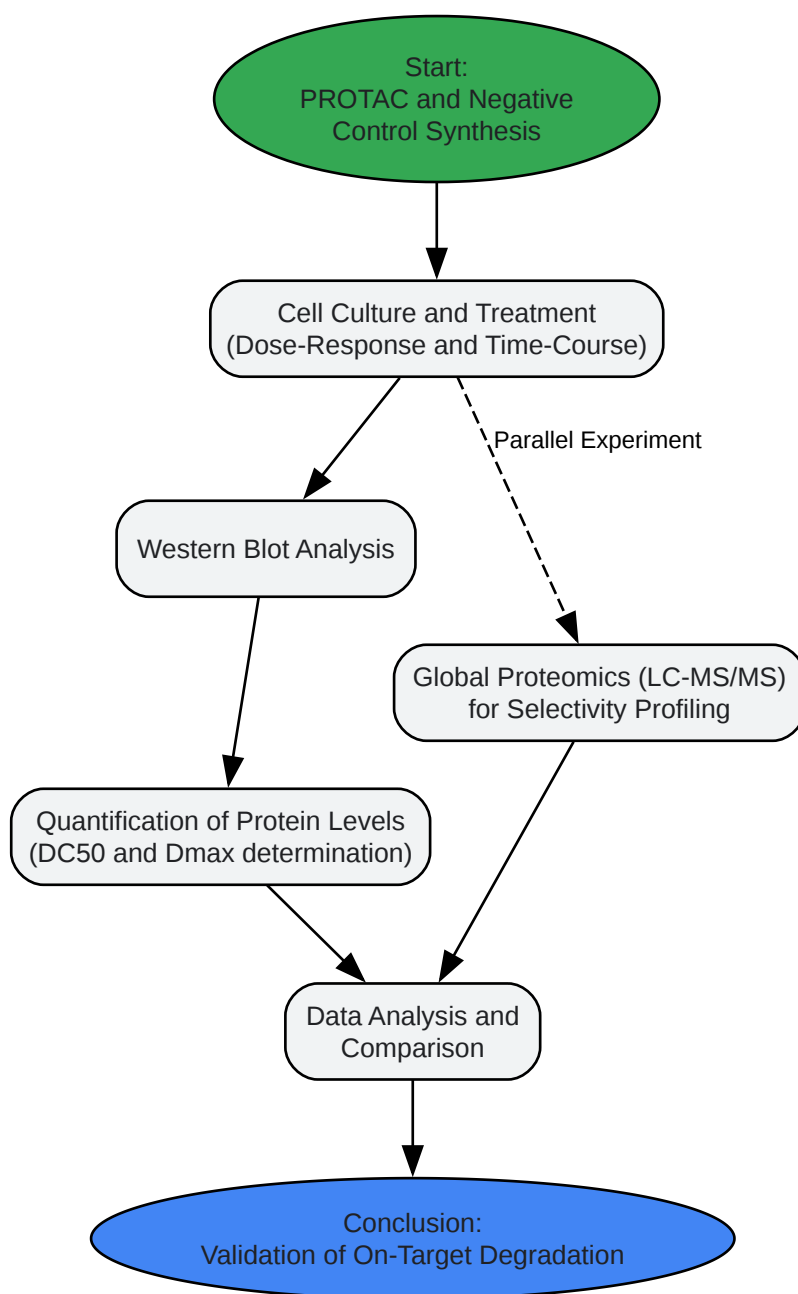 Start:
PROTAC and Negative
Control Synthesis
Cell Culture and Treatment
(Dose-Response and Time-Course)
Parallel Experiment
Western Blot Analysis
Global Proteomics (LC-MS/MS)
for Selectivity Profiling
Quantification of Protein Levels
(DC50 and Dmax determination)
Data Analysis and
Comparison
Conclusion:
Validation of On-Target Degradation